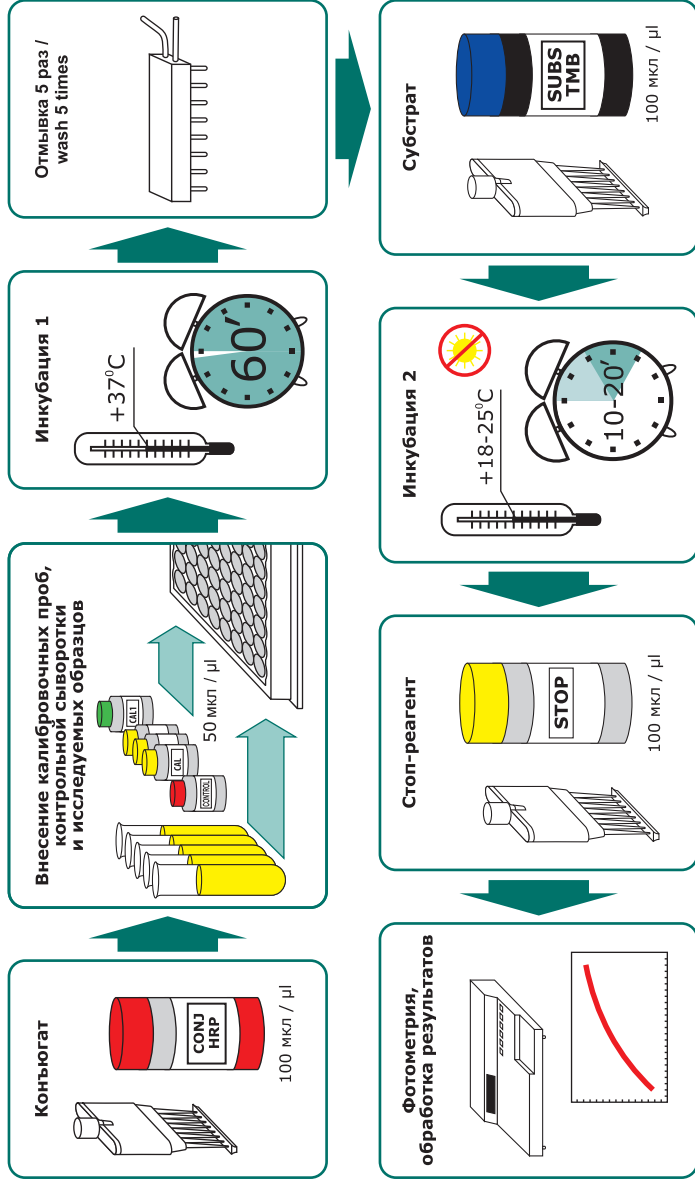 Конъюгат
CONJ
HRP
100 мкл / µl
Внесение калибровочных проб,
контрольной сыворотки
и исследуемых образцов
CAL1
CAL
CONTROL
50 мкл / µl
Инкубация 1
+37⁰C
60′
Отмывка 5 раз /
wash 5 times
Субстрат
SUBS
TMB
100 мкл / µl
Инкубация 2
+18-25⁰C
10-20′
Стоп-реагент
STOP
100 мкл / µl
Фотометрия,
обработка результатов